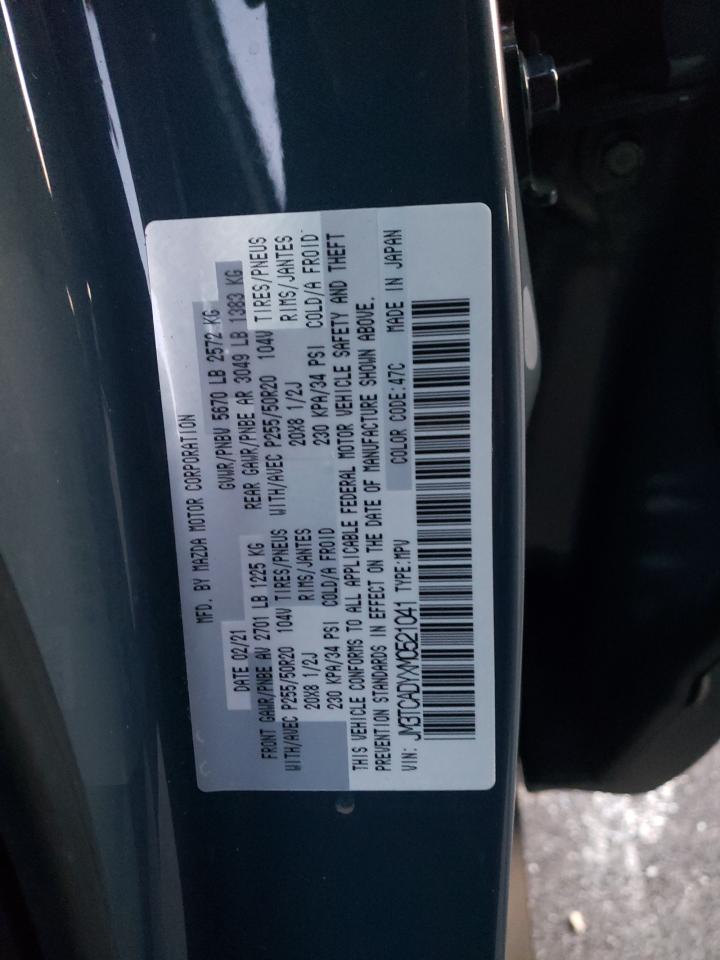 MFD. BY MAZDA MOTOR CORPORATION
DATE 02/21 GVWR/PNBV 5670 LB 2572 KG
FRONT GAWR/PNBE AV 2701 LB 1225 KG REAR GAWR/PNBE AR 3049 LB 1383 KG
WITH/AVEC P255/50R20 104V TIRES/PNEUS WITH/AVEC P255/50R20 104V TIRES/PNEUS
20X8 1/2J RIMS/JANTES 20X8 1/2J RIMS/JANTES
230 KPA/34 PSI COLD/A FROID 230 KPA/34 PSI COLD/A FROID
THIS VEHICLE CONFORMS TO ALL APPLICABLE FEDERAL MOTOR VEHICLE SAFETY AND THEFT
PREVENTION STANDARDS IN EFFECT ON THE DATE OF MANUFACTURE SHOWN ABOVE.
VIN: JM3TCADYXM0521041 TYPE:MPV COLOR CODE:47C MADE IN JAPAN